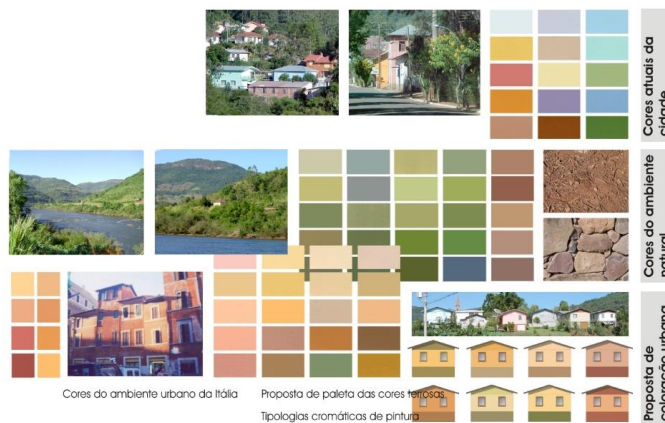 Cores atuais da
cidade
Cores do ambiente
natural
Proposta de
coloração urbana
Cores do ambiente urbano da Itália
Proposta de paleta das cores terrosas
Tipologias cromáticas de pintura